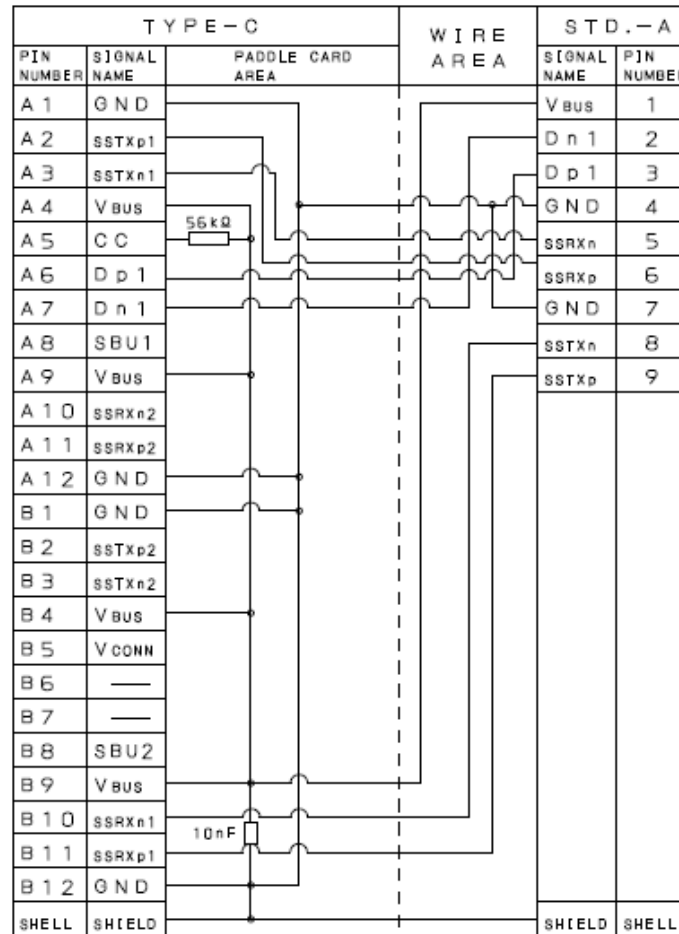 TYPE-C WIRE AREA STD.-A
PIN NUMBER SIGNAL NAME PADDLE CARD AREA SIGNAL NAME PIN NUMBER
A1 GND VBUS 1
A2 SSTXp1 Dn1 2
A3 SSTXn1 Dp1 3
A4 VBUS GND 4
A5 CC 56kΩ SSRXn 5
A6 Dp1 SSRXp 6
A7 Dn1 GND 7
A8 SBU1 SSTXn 8
A9 VBUS SSTXp 9
A10 SSRXn2
A11 SSRXp2
A12 GND
B1 GND
B2 SSTXp2
B3 SSTXn2
B4 VBUS
B5 VCONN
B6 —
B7 —
B8 SBU2
B9 VBUS
B10 SSRXn1
10nF
B11 SSRXp1
B12 GND
SHELL SHIELD SHIELD SHELL